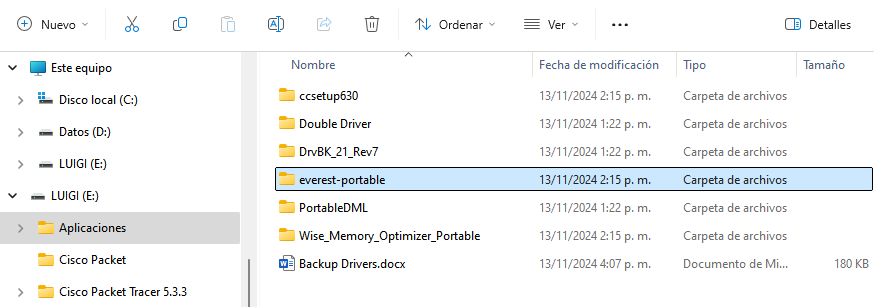 Nuevo Ordenar Ver Detalles
Nombre Fecha de modificación Tipo Tamaño
Este equipo
Disco local (C:)
Datos (D:)
LUIGI (E:)
LUIGI (E:)
Aplicaciones
Cisco Packet
Cisco Packet Tracer 5.3.3
ccsetup630 13/11/2024 2:15 p. m. Carpeta de archivos
Double Driver 13/11/2024 1:22 p. m. Carpeta de archivos
DrvBK_21_Rev7 13/11/2024 1:22 p. m. Carpeta de archivos
everest-portable 13/11/2024 2:15 p. m. Carpeta de archivos
PortableDML 13/11/2024 1:22 p. m. Carpeta de archivos
Wise_Memory_Optimizer_Portable 13/11/2024 2:15 p. m. Carpeta de archivos
Backup Drivers.docx 13/11/2024 4:07 p. m. Documento de Mi... 180 KB